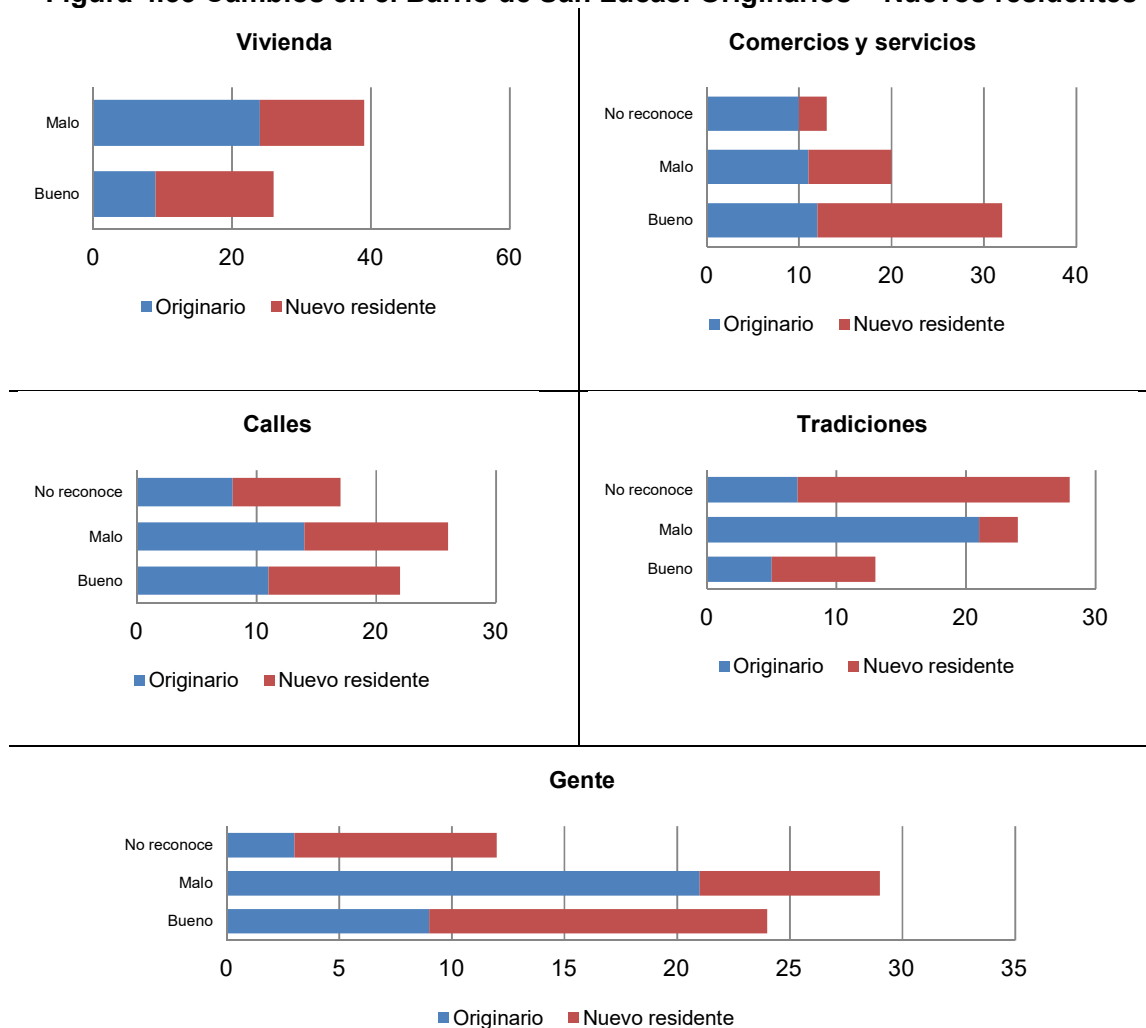 Vivienda
Malo
Bueno
0 20 40 60
Originario Nuevo residente
Comercios y servicios
No reconoce
Malo
Bueno
0 10 20 30 40
Originario Nuevo residente
Calles
No reconoce
Malo
Bueno
0 10 20 30
Originario Nuevo residente
Tradiciones
No reconoce
Malo
Bueno
0 10 20 30
Originario Nuevo residente
Gente
No reconoce
Malo
Bueno
0 5 10 15 20 25 30 35
Originario Nuevo residente